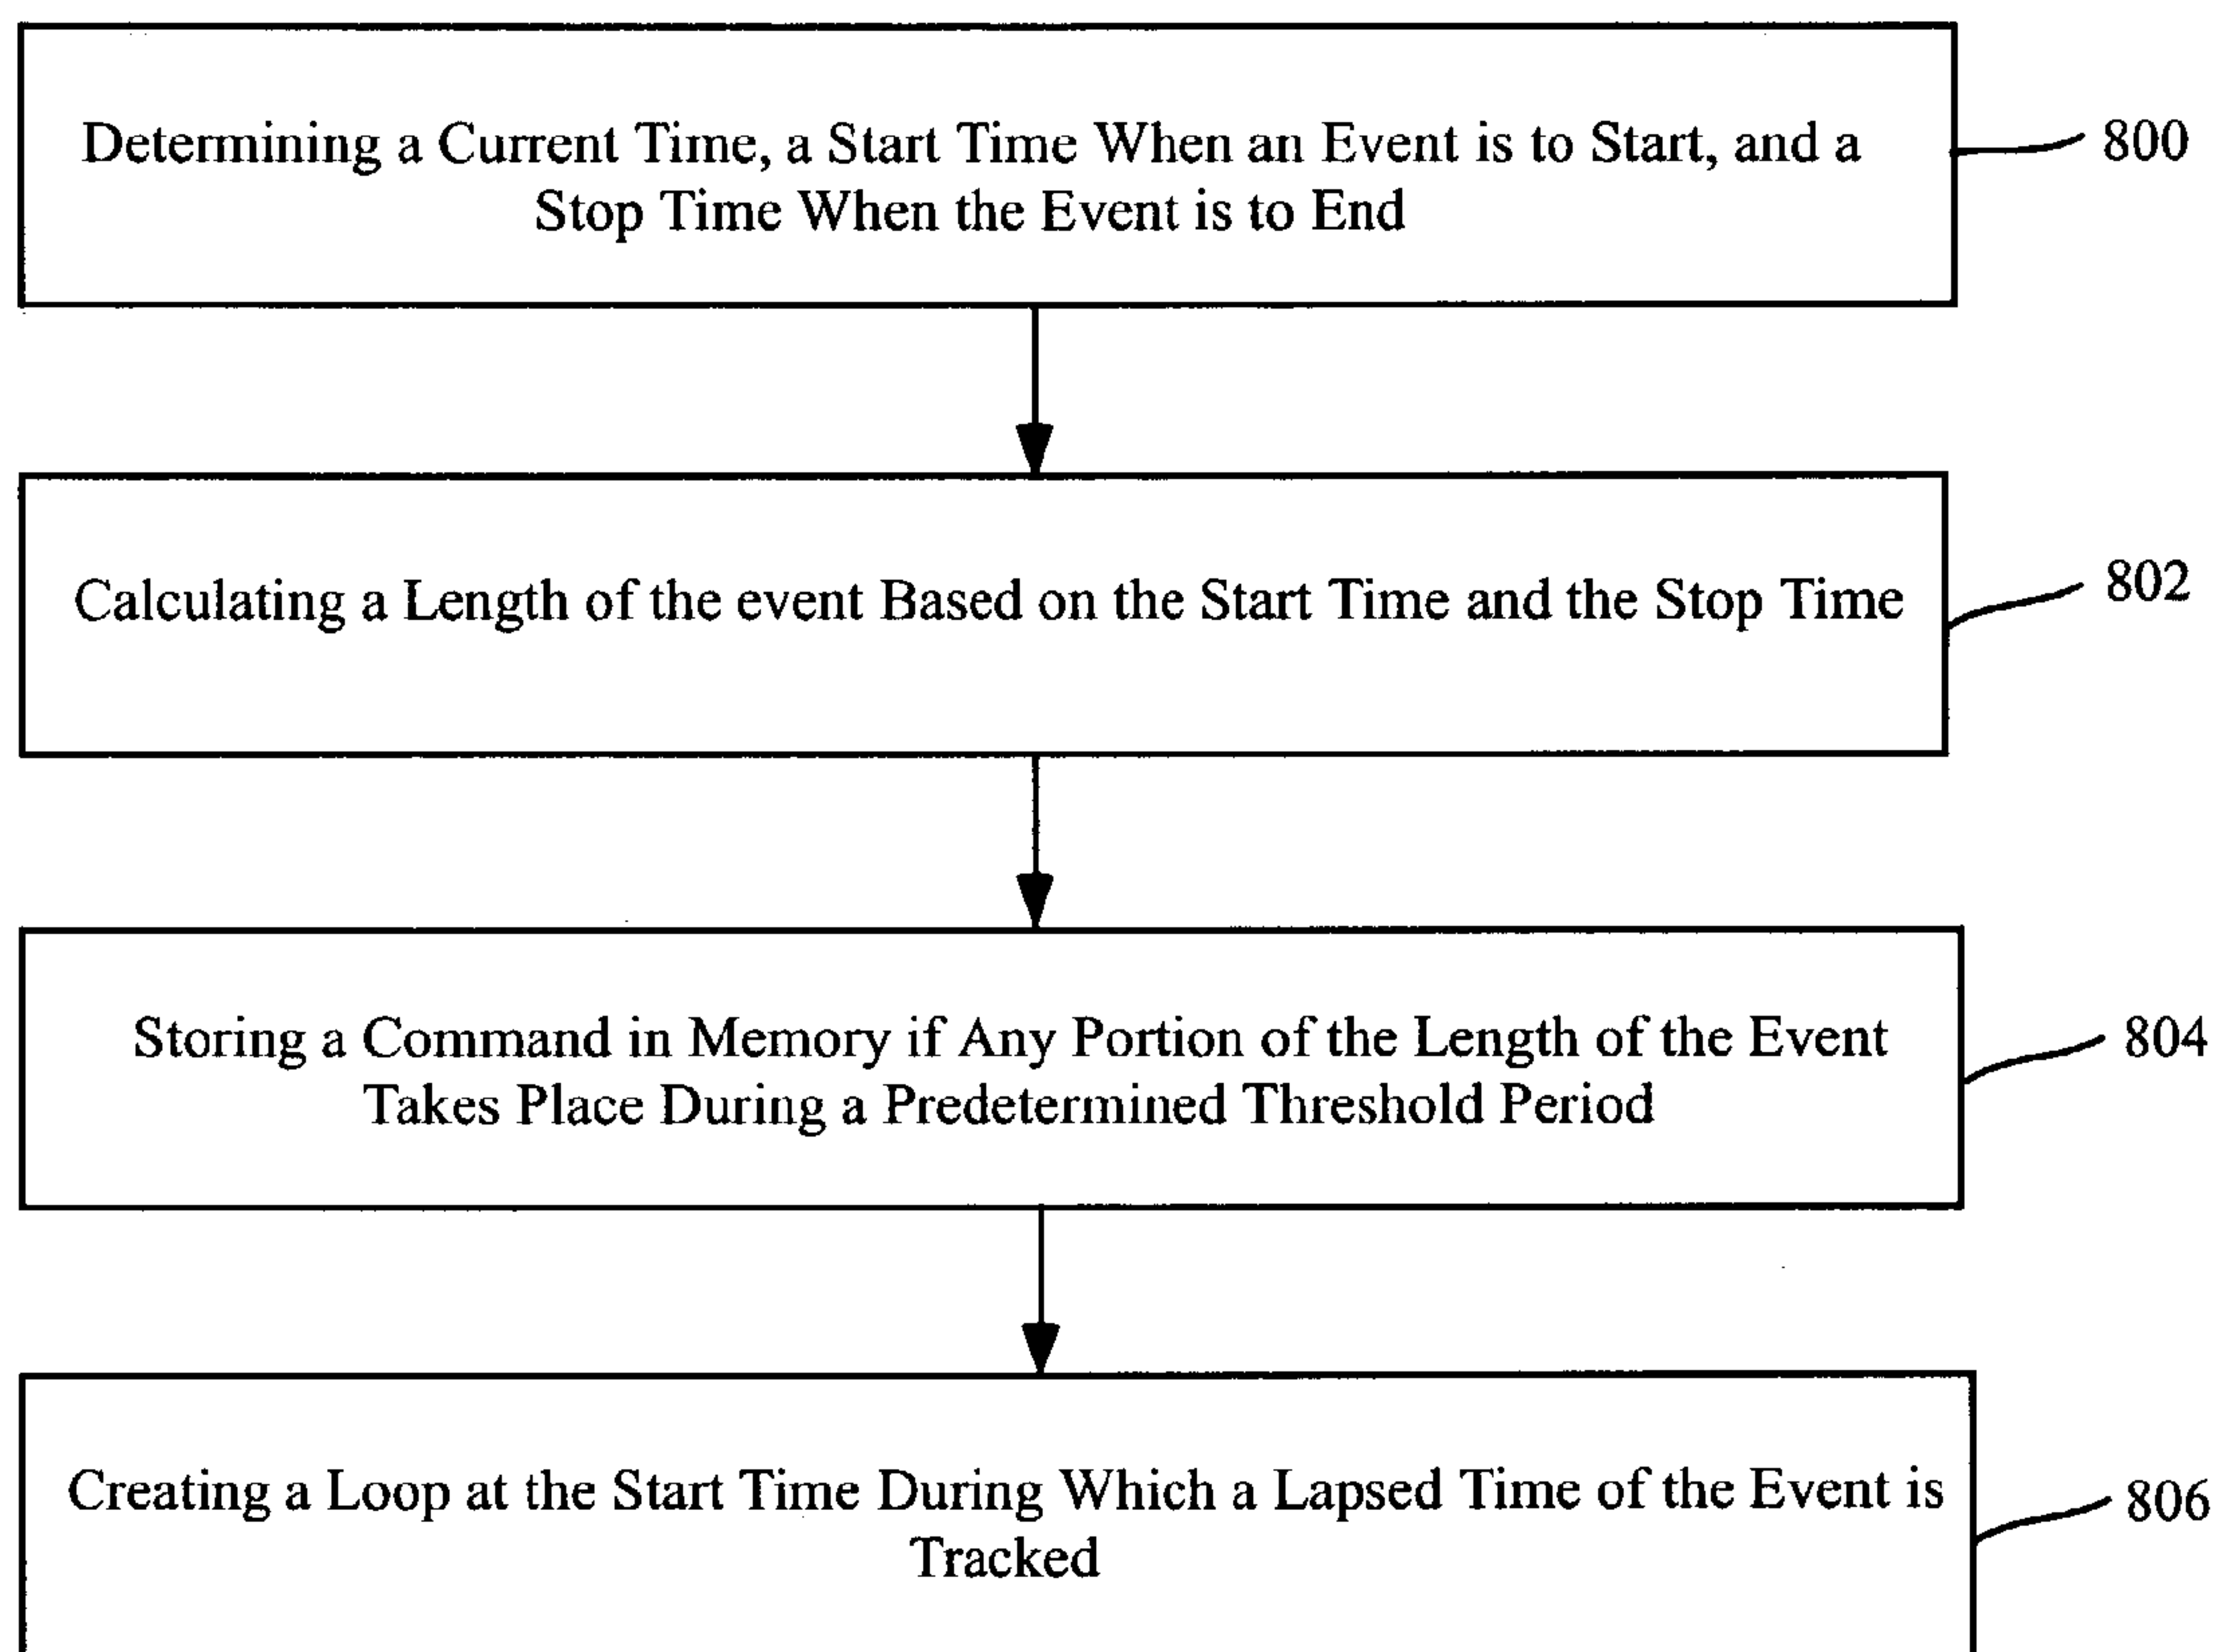 Determining a Current Time, a Start Time When an Event is to Start, and a
Stop Time When the Event is to End
800
Calculating a Length of the event Based on the Start Time and the Stop Time
802
Storing a Command in Memory if Any Portion of the Length of the Event
Takes Place During a Predetermined Threshold Period
804
Creating a Loop at the Start Time During Which a Lapsed Time of the Event is
Tracked
806